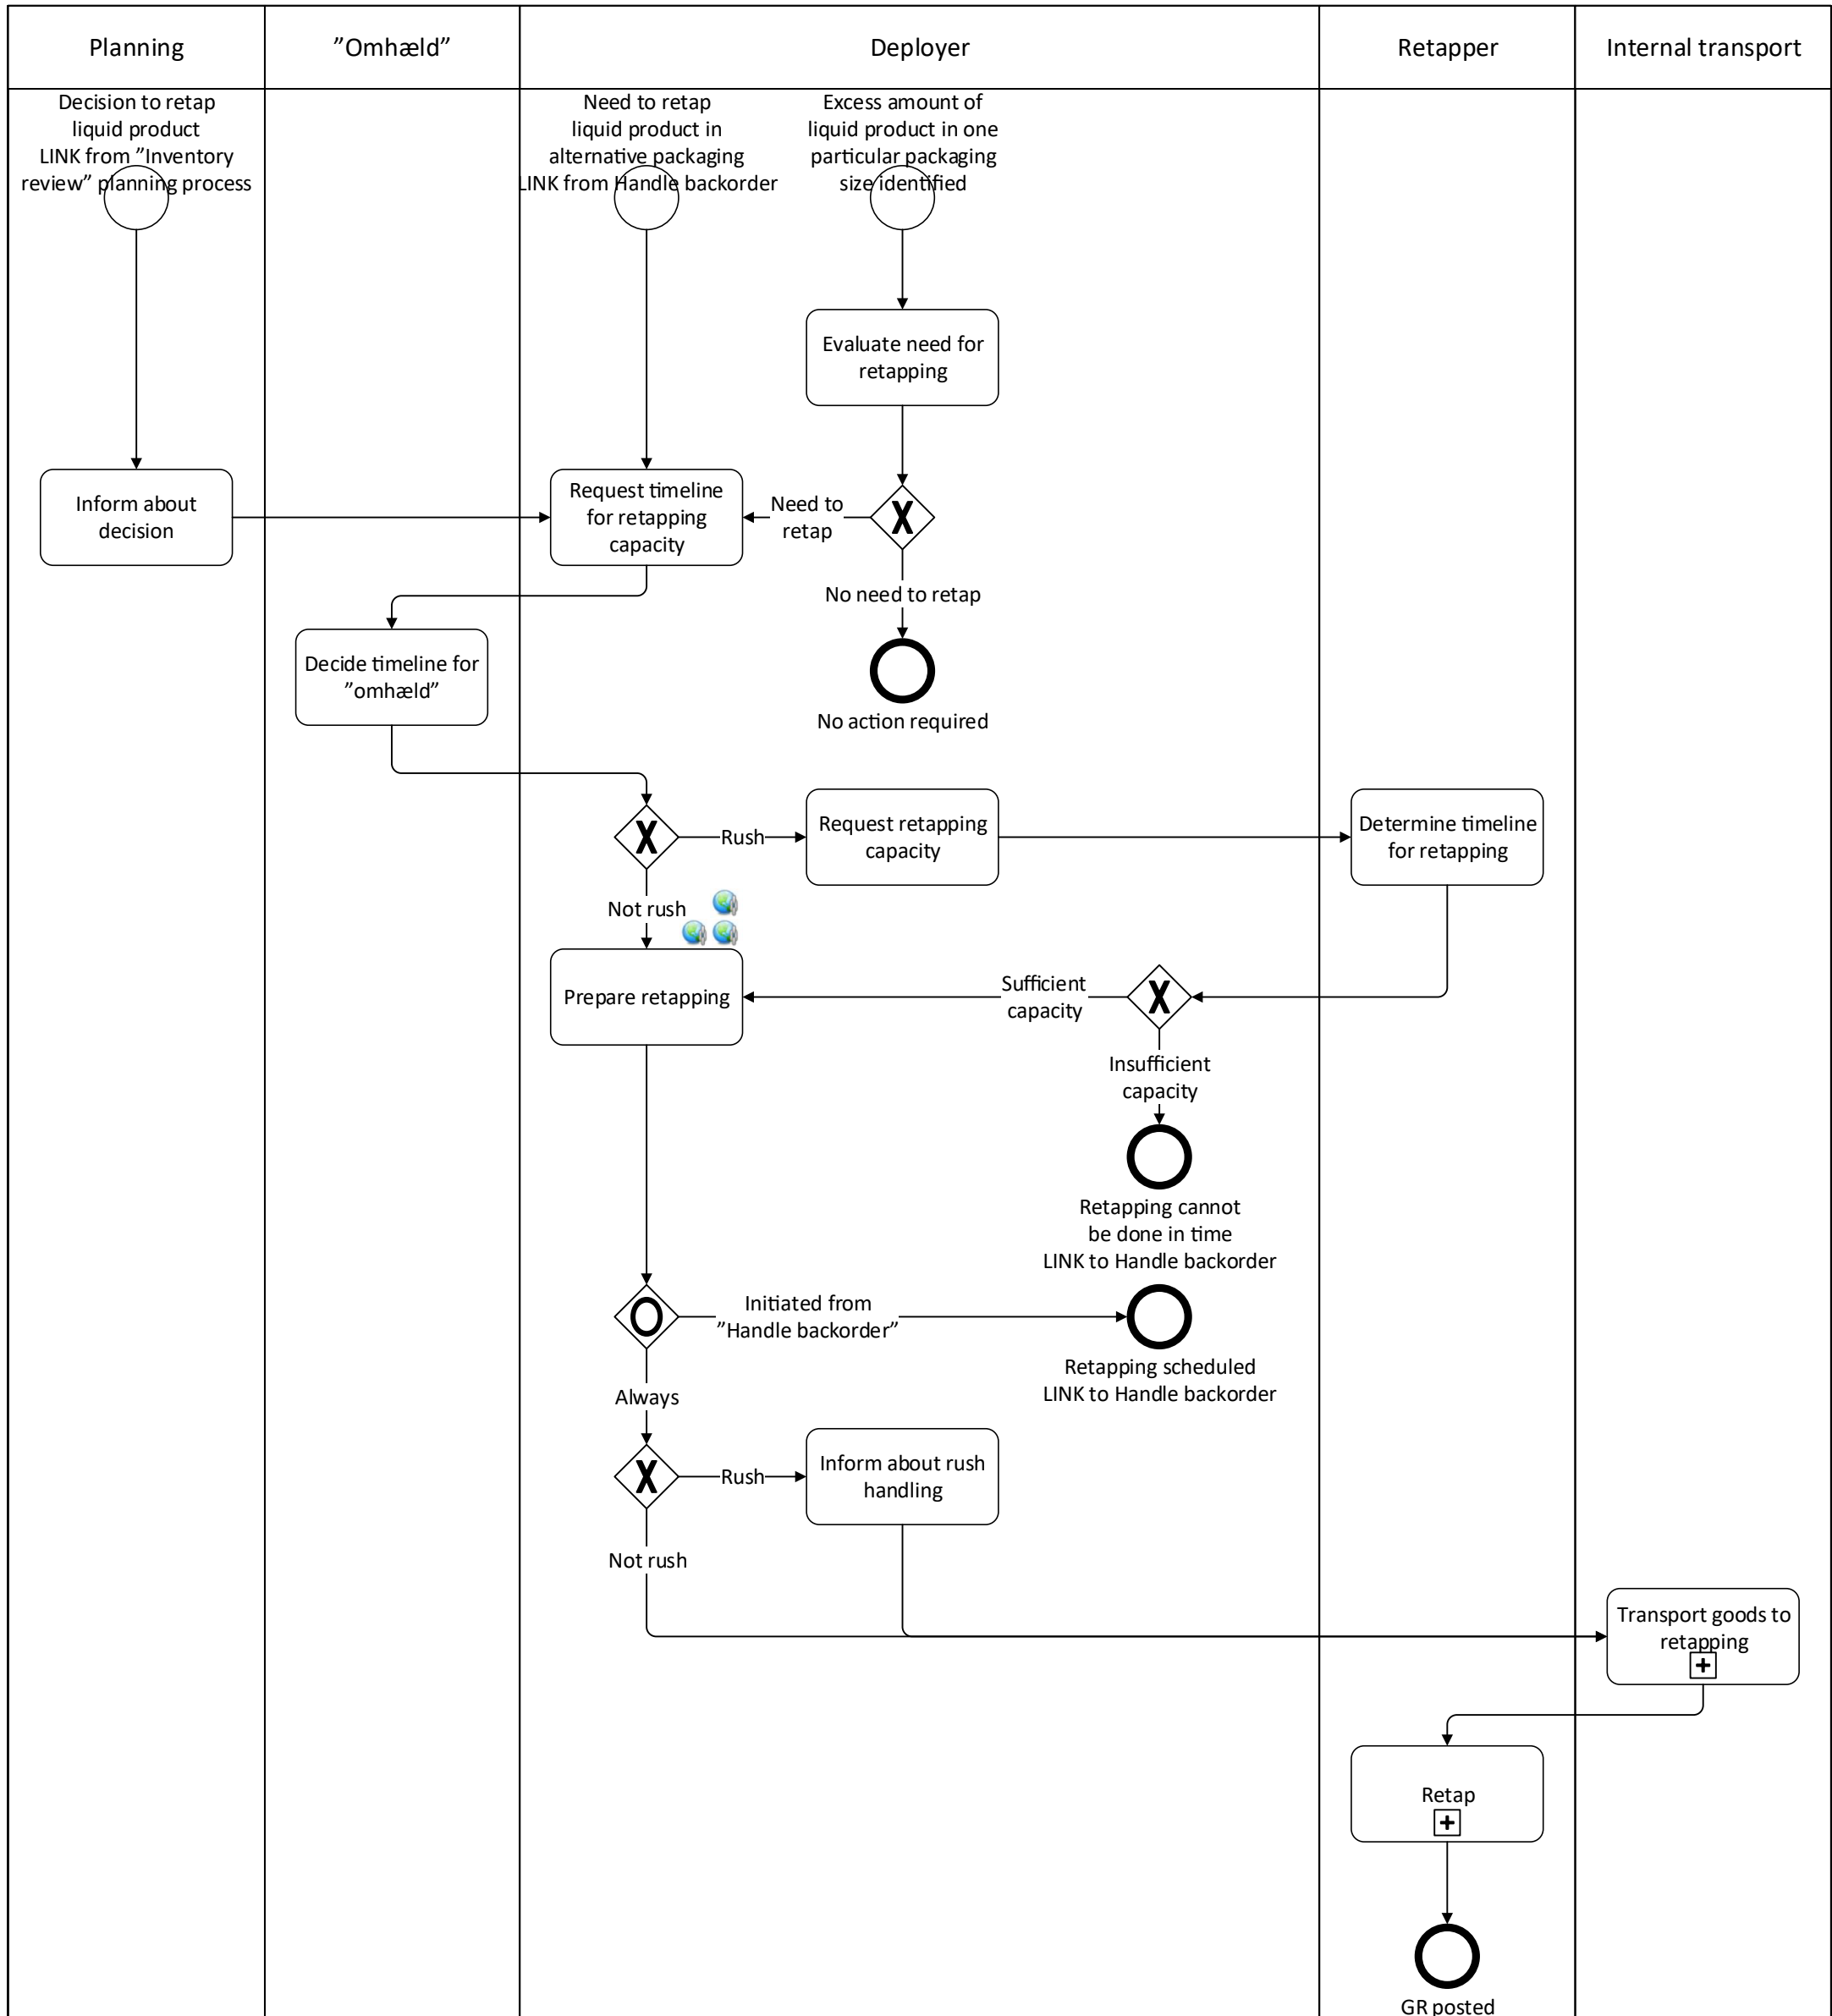 Planning
”Omhæld”
Deployer
Retapper
Internal transport
Decision to retap
liquid product
LINK from ”Inventory
review” planning process
Need to retap
liquid product in
alternative packaging
LINK from Handle backorder
Excess amount of
liquid product in one
particular packaging
size identified
Evaluate need for
retapping
Inform about
decision
Request timeline
for retapping
capacity
Need to
retap
X
No need to retap
Decide timeline for
”omhæld”
No action required
X
Rush
Request retapping
capacity
Determine timeline
for retapping
Not rush
Prepare retapping
Sufficient
capacity
X
Insufficient
capacity
Retapping cannot
be done in time
LINK to Handle backorder
Initiated from
”Handle backorder”
Retapping scheduled
LINK to Handle backorder
Always
X
Rush
Inform about rush
handling
Not rush
Transport goods to
retapping
Retap
GR posted